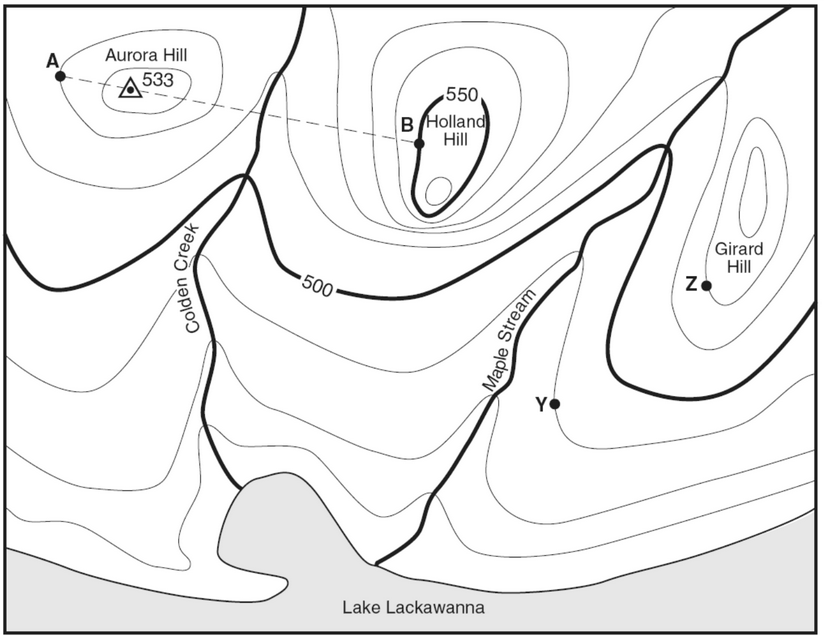 A
Aurora Hill
533
550
B
Holland
Hill
Colden Creek
500
Girard
Hill
Z
Maple Stream
Y
Lake Lackawanna